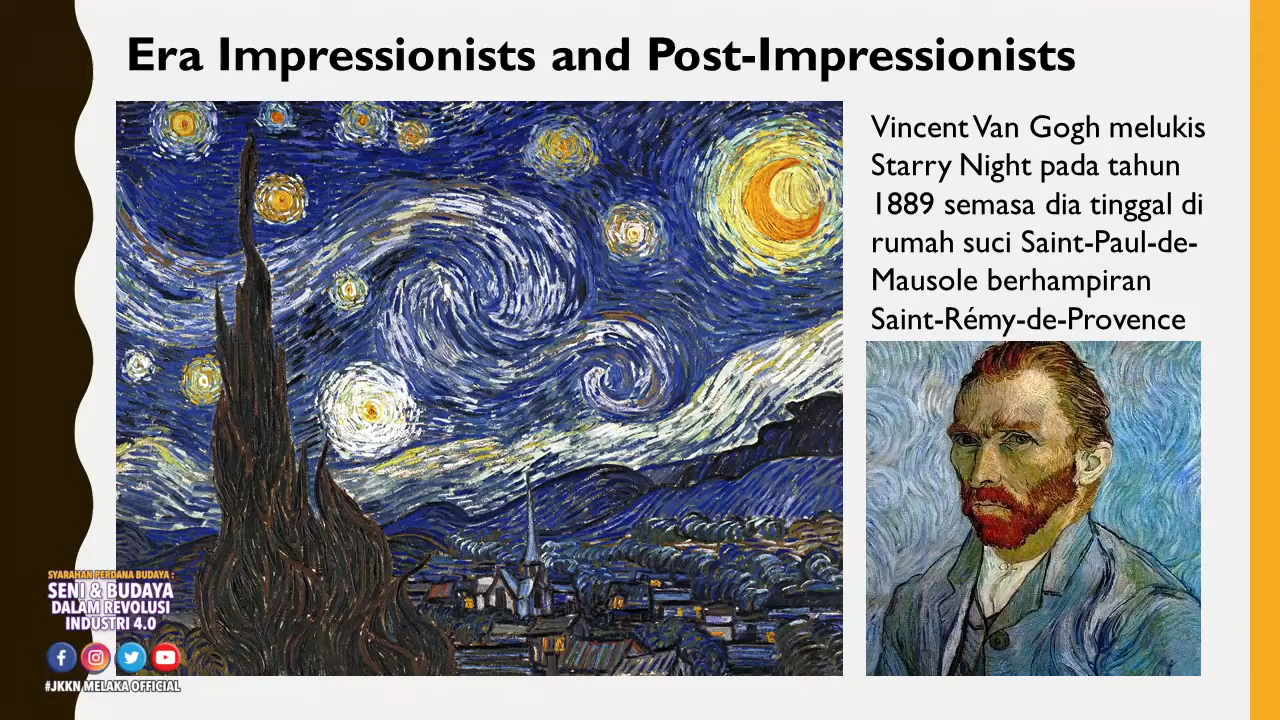 Era Impressionists and Post-Impressionists
Vincent Van Gogh melukis
Starry Night pada tahun
1889 semasa dia tinggal di
rumah suci Saint-Paul-de-
Mausole berhampiran
Saint-Rémy-de-Provence
SYARAHAN PERDANA BUDAYA :
SENI & BUDAYA
DALAM REVOLUSI
INDUSTRI 4.0
#JKKN MELAKA OFFICIAL